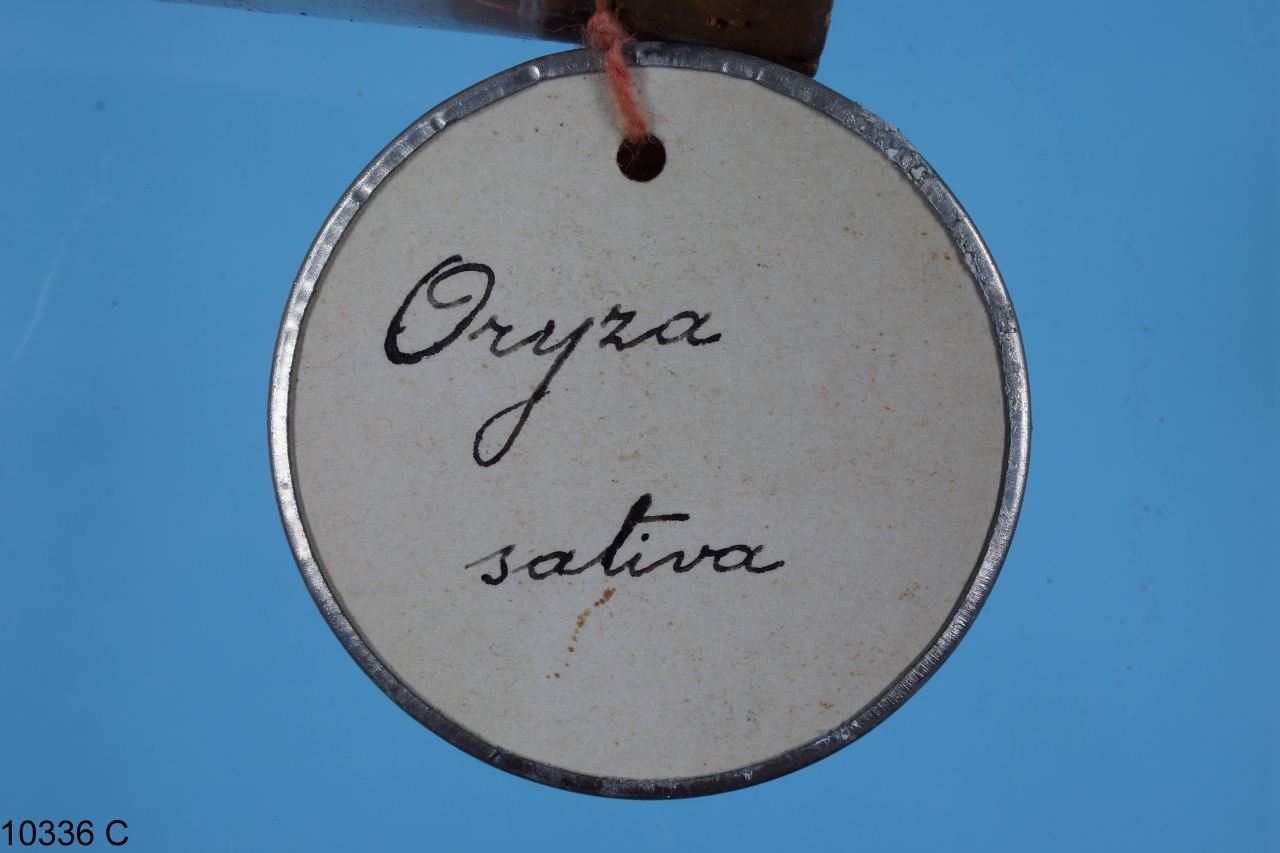 Oryza
sativa
10336 C